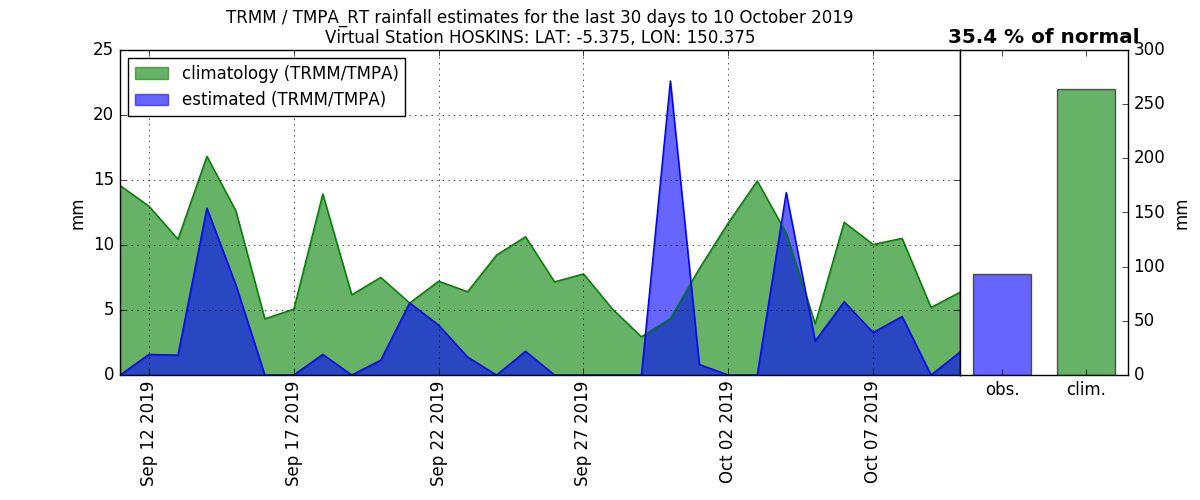 TRMM / TMPA_RT rainfall estimates for the last 30 days to 10 October 2019
Virtual Station HOSKINS: LAT: -5.375, LON: 150.375
35.4 % of normal
climatology (TRMM/TMPA)
estimated (TRMM/TMPA)
mm
25
20
15
10
5
0
Sep 12 2019
Sep 17 2019
Sep 22 2019
Sep 27 2019
Oct 02 2019
Oct 07 2019
obs.
clim.
300
250
200
150
100
50
0
mm